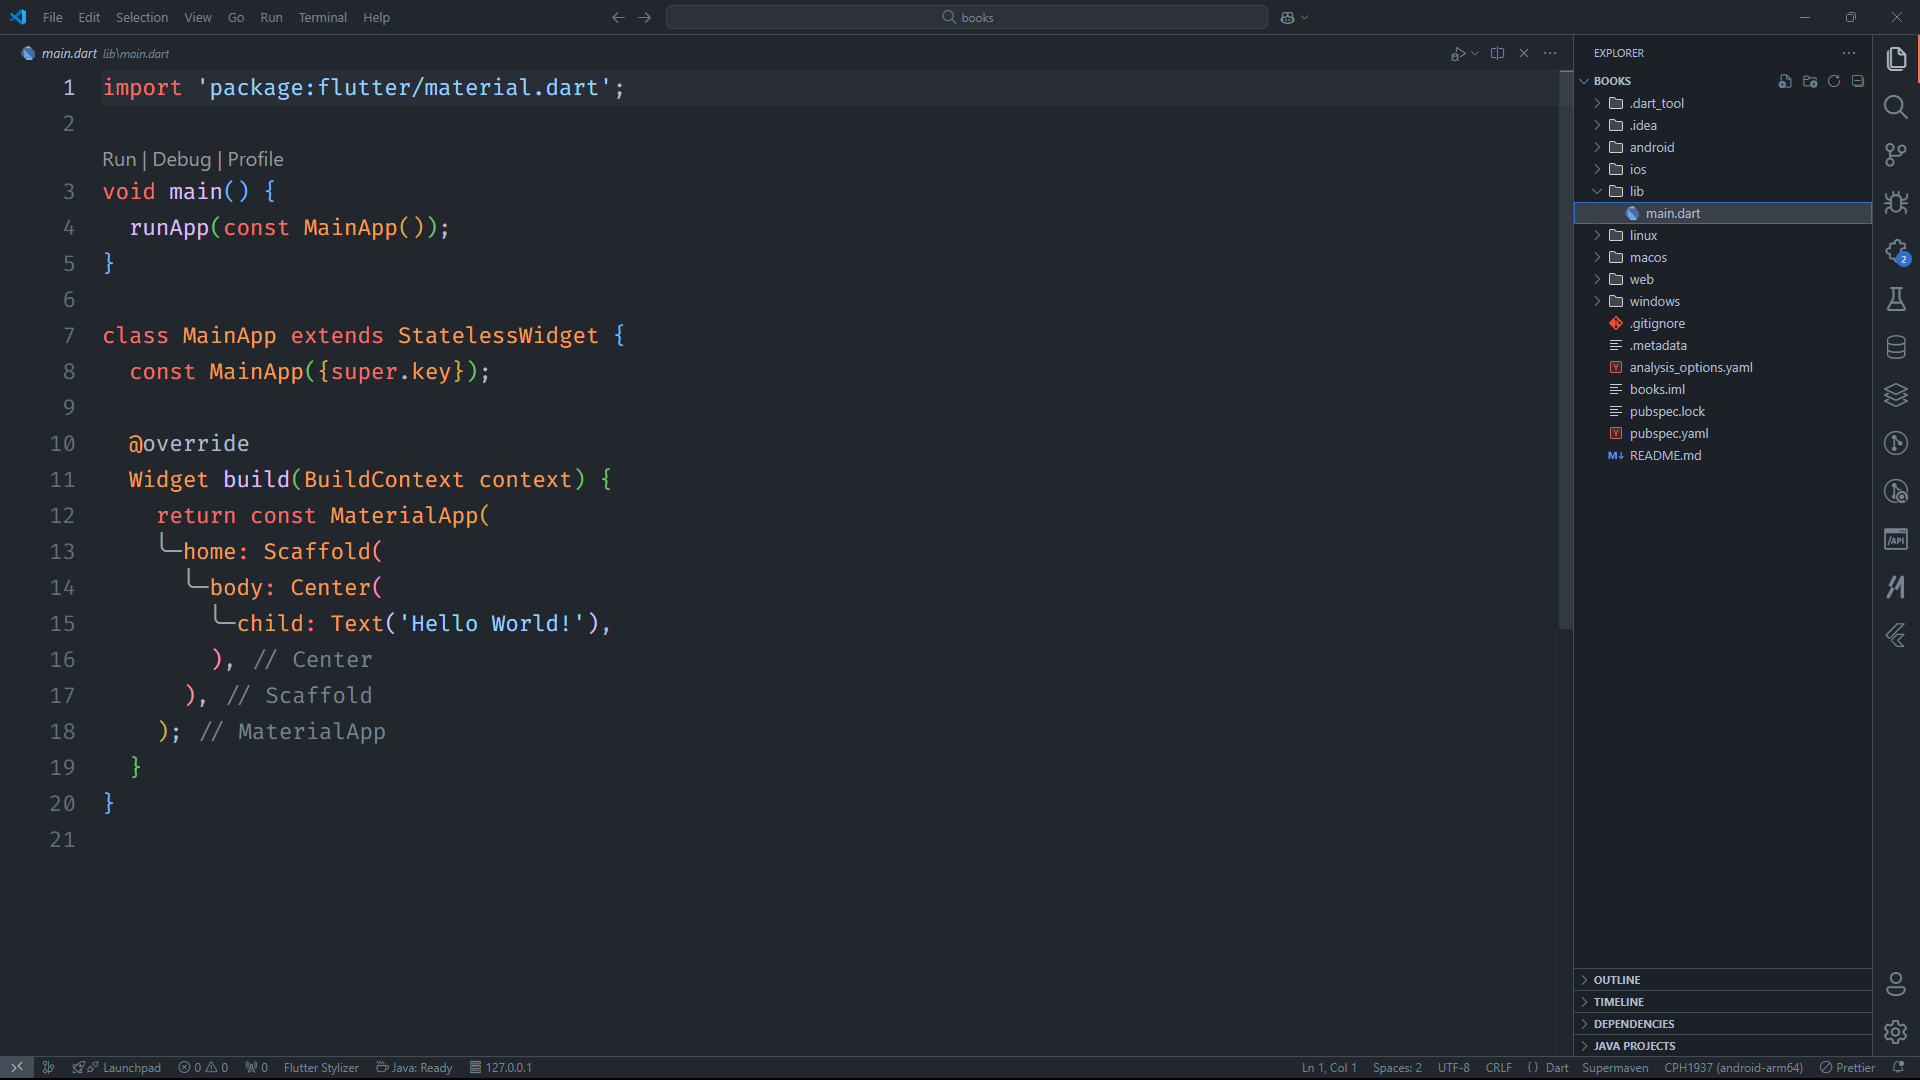 File Edit Selection View Go Run Terminal Help
books
main.dart lib\main.dart
1 import 'package:flutter/material.dart';
2
Run | Debug | Profile
3 void main() {
4   runApp(const MainApp());
5 }
6
7 class MainApp extends StatelessWidget {
8   const MainApp({super.key});
9
10   @override
11   Widget build(BuildContext context) {
12     return const MaterialApp(
13       home: Scaffold(
14         body: Center(
15           child: Text('Hello World!'),
16         ), // Center
17       ), // Scaffold
18     ); // MaterialApp
19   }
20 }
21
EXPLORER
BOOKS
.dart_tool
.idea
android
ios
lib
main.dart
linux
macos
web
windows
.gitignore
.metadata
Y analysis_options.yaml
books.iml
pubspec.lock
Y pubspec.yaml
M↓ README.md
OUTLINE
TIMELINE
DEPENDENCIES
JAVA PROJECTS
2
/API
Launchpad 0 0 0 Flutter Stylizer Java: Ready 127.0.0.1 Ln 1, Col 1 Spaces: 2 UTF-8 CRLF {} Dart Supermaven CPH1937 (android-arm64) Prettier